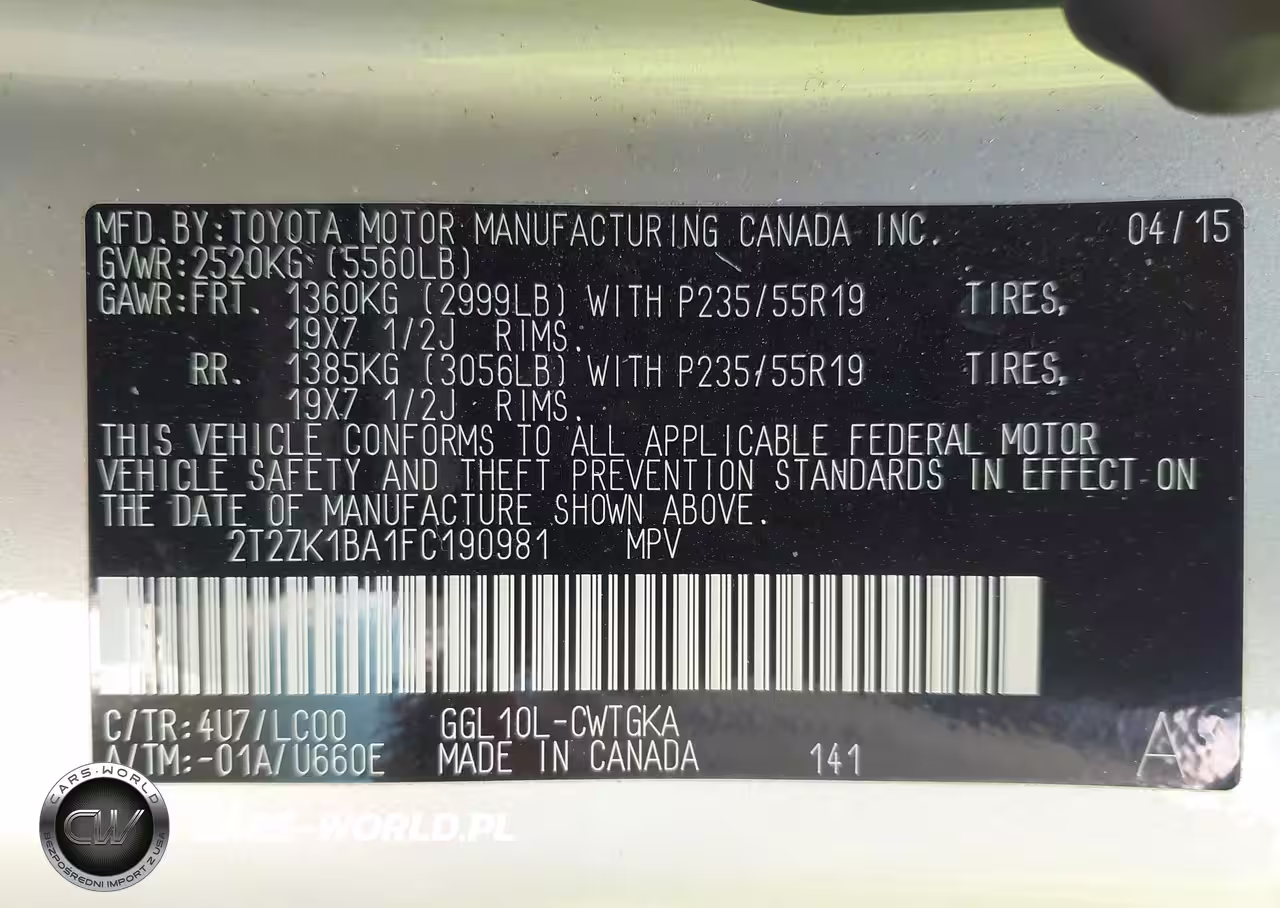 MFD.BY:TOYOTA MOTOR MANUFACTURING CANADA INC. 04/15
GVWR:2520KG (5560LB)
GAWR:FRT. 1360KG (2999LB) WITH P235/55R19 TIRES,
19X7 1/2J RIMS.
RR. 1385KG (3056LB) WITH P235/55R19 TIRES,
19X7 1/2J RIMS.
THIS VEHICLE CONFORMS TO ALL APPLICABLE FEDERAL MOTOR
VEHICLE SAFETY AND THEFT PREVENTION STANDARDS IN EFFECT ON
THE DATE OF MANUFACTURE SHOWN ABOVE.
2T2ZK1BA1FC190981 MPV
C/TR:4U7/LC00 GGL10L-CWTGKA
A/TM:-01A/U660E MADE IN CANADA 141
CARS-WORLD
CW
BEZPOŚREDNI IMPORT Z USA
CARS-WORLD.PL